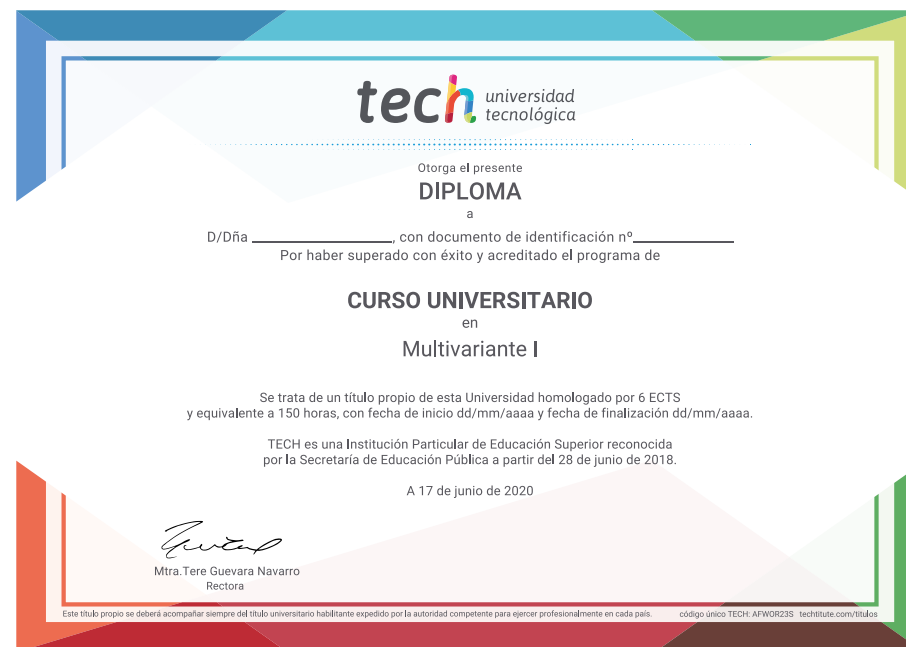 tech universidad
tecnológica
Otorga el presente
DIPLOMA
a
D/Dña ____________________, con documento de identificación nº______________
Por haber superado con éxito y acreditado el programa de
CURSO UNIVERSITARIO
en
Multivariante I
Se trata de un título propio de esta Universidad homologado por 6 ECTS
y equivalente a 150 horas, con fecha de inicio dd/mm/aaaa y fecha de finalización dd/mm/aaaa.
TECH es una Institución Particular de Educación Superior reconocida
por la Secretaría de Educación Pública a partir del 28 de junio de 2018.
A 17 de junio de 2020
Mtra.Tere Guevara Navarro
Rectora
Este título propio se deberá acompañar siempre del título universitario habilitante expedido por la autoridad competente para ejercer profesionalmente en cada país. código único TECH: AFWOR23S techtitute.com/titulos